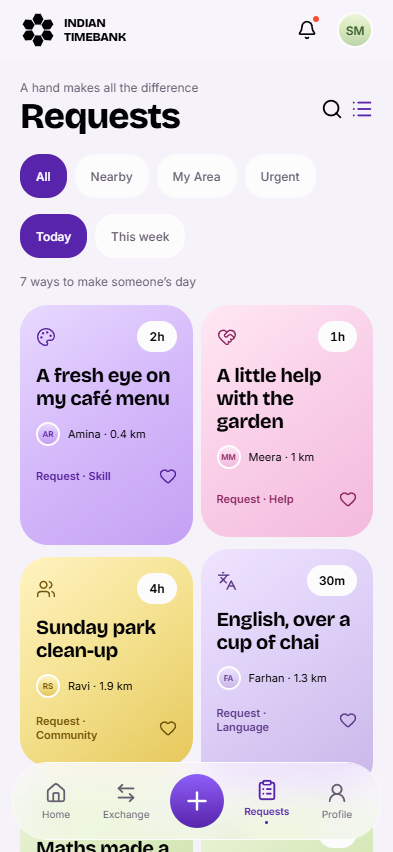 INDIAN
TIMEBANK
SM
A hand makes all the difference
Requests
All
Nearby
My Area
Urgent
Today
This week
7 ways to make someone's day
2h
A fresh eye on
my café menu
AR
Amina · 0.4 km
Request · Skill
1h
A little help
with the
garden
MM
Meera · 1 km
Request · Help
4h
Sunday park
clean-up
RS
Ravi · 1.9 km
Request ·
Community
30m
English, over a
cup of chai
FA
Farhan · 1.3 km
Request ·
Language
Home
Exchange
Requests
Profile
Maths made a